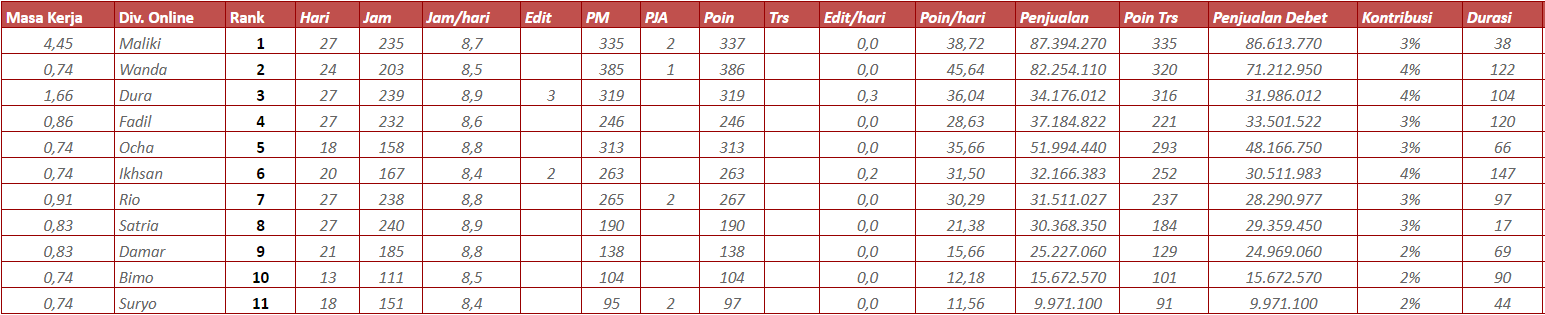 Masa Kerja Div. Online Rank Hari Jam Jam/hari Edit PM PJA Poin Trs Edit/hari Poin/hari Penjualan Poin Trs Penjualan Debet Kontribusi Durasi
4,45 Maliki 1 27 235 8,7 335 2 337 0,0 38,72 87.394.270 335 86.613.770 3% 38
0,74 Wanda 2 24 203 8,5 385 1 386 0,0 45,64 82.254.110 320 71.212.950 4% 122
1,66 Dura 3 27 239 8,9 3 319 319 0,3 36,04 34.176.012 316 31.986.012 4% 104
0,86 Fadil 4 27 232 8,6 246 246 0,0 28,63 37.184.822 221 33.501.522 3% 120
0,74 Ocha 5 18 158 8,8 313 313 0,0 35,66 51.994.440 293 48.166.750 3% 66
0,74 Ikhsan 6 20 167 8,4 2 263 263 0,2 31,50 32.166.383 252 30.511.983 4% 147
0,91 Rio 7 27 238 8,8 265 2 267 0,0 30,29 31.511.027 237 28.290.977 3% 97
0,83 Satria 8 27 240 8,9 190 190 0,0 21,38 30.368.350 184 29.359.450 3% 17
0,83 Damar 9 21 185 8,8 138 138 0,0 15,66 25.227.060 129 24.969.060 2% 69
0,74 Bimo 10 13 111 8,5 104 104 0,0 12,18 15.672.570 101 15.672.570 2% 90
0,74 Suryo 11 18 151 8,4 95 2 97 0,0 11,56 9.971.100 91 9.971.100 2% 44